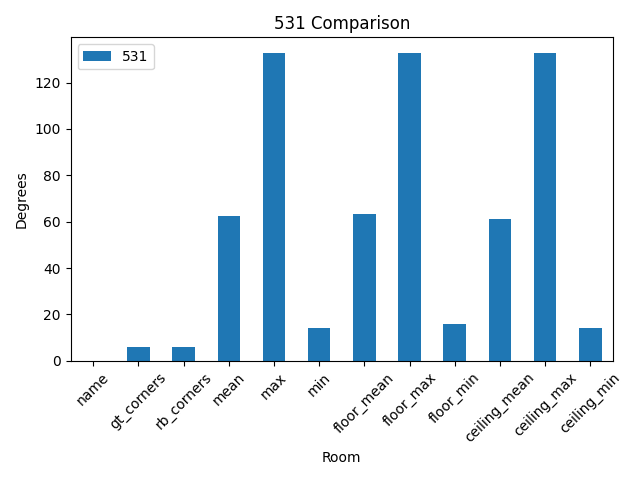 531 Comparison
531
Degrees
120
100
80
60
40
20
0
name
gt_corners
rb_corners
mean
max
min
floor_mean
floor_max
floor_min
ceiling_mean
ceiling_max
ceiling_min
Room